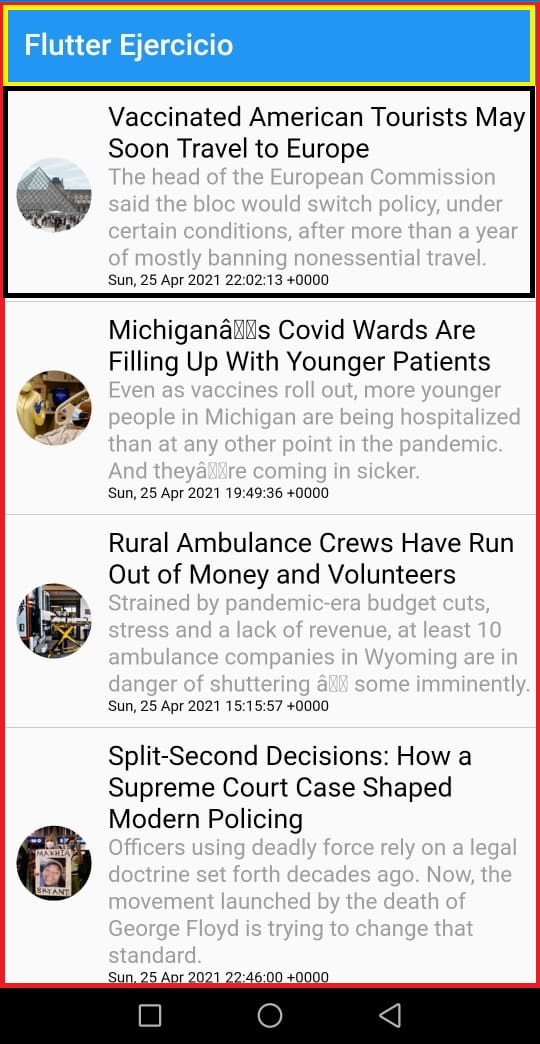 Flutter Ejercicio
Vaccinated American Tourists May
Soon Travel to Europe
The head of the European Commission
said the bloc would switch policy, under
certain conditions, after more than a year
of mostly banning nonessential travel.
Sun, 25 Apr 2021 22:02:13 +0000
Michiganâ��s Covid Wards Are
Filling Up With Younger Patients
Even as vaccines roll out, more younger
people in Michigan are being hospitalized
than at any other point in the pandemic.
And theyâ��re coming in sicker.
Sun, 25 Apr 2021 19:49:36 +0000
Rural Ambulance Crews Have Run
Out of Money and Volunteers
Strained by pandemic-era budget cuts,
stress and a lack of revenue, at least 10
ambulance companies in Wyoming are in
danger of shuttering â�� some imminently.
Sun, 25 Apr 2021 15:15:57 +0000
Split-Second Decisions: How a
Supreme Court Case Shaped
Modern Policing
MAKHIA
BRYANT
Officers using deadly force rely on a legal
doctrine set forth decades ago. Now, the
movement launched by the death of
George Floyd is trying to change that
standard.
Sun, 25 Apr 2021 22:46:00 +0000